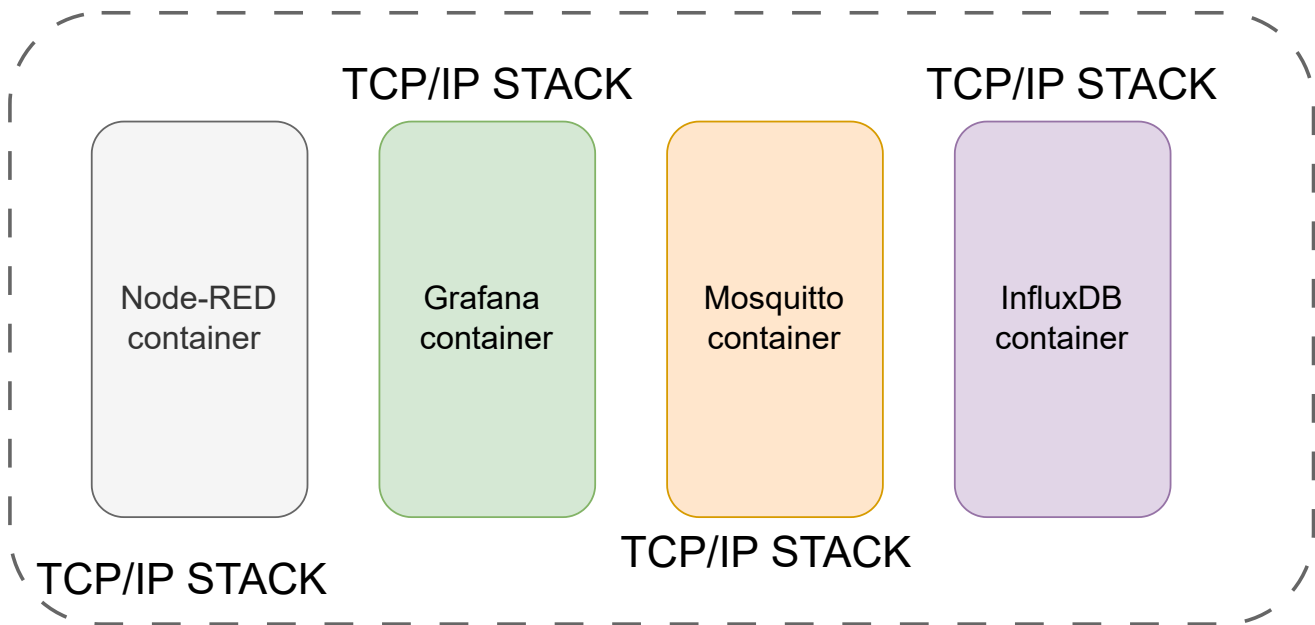 TCP/IP STACK
TCP/IP STACK
Node-RED
container
Grafana
container
Mosquitto
container
InfluxDB
container
TCP/IP STACK
TCP/IP STACK